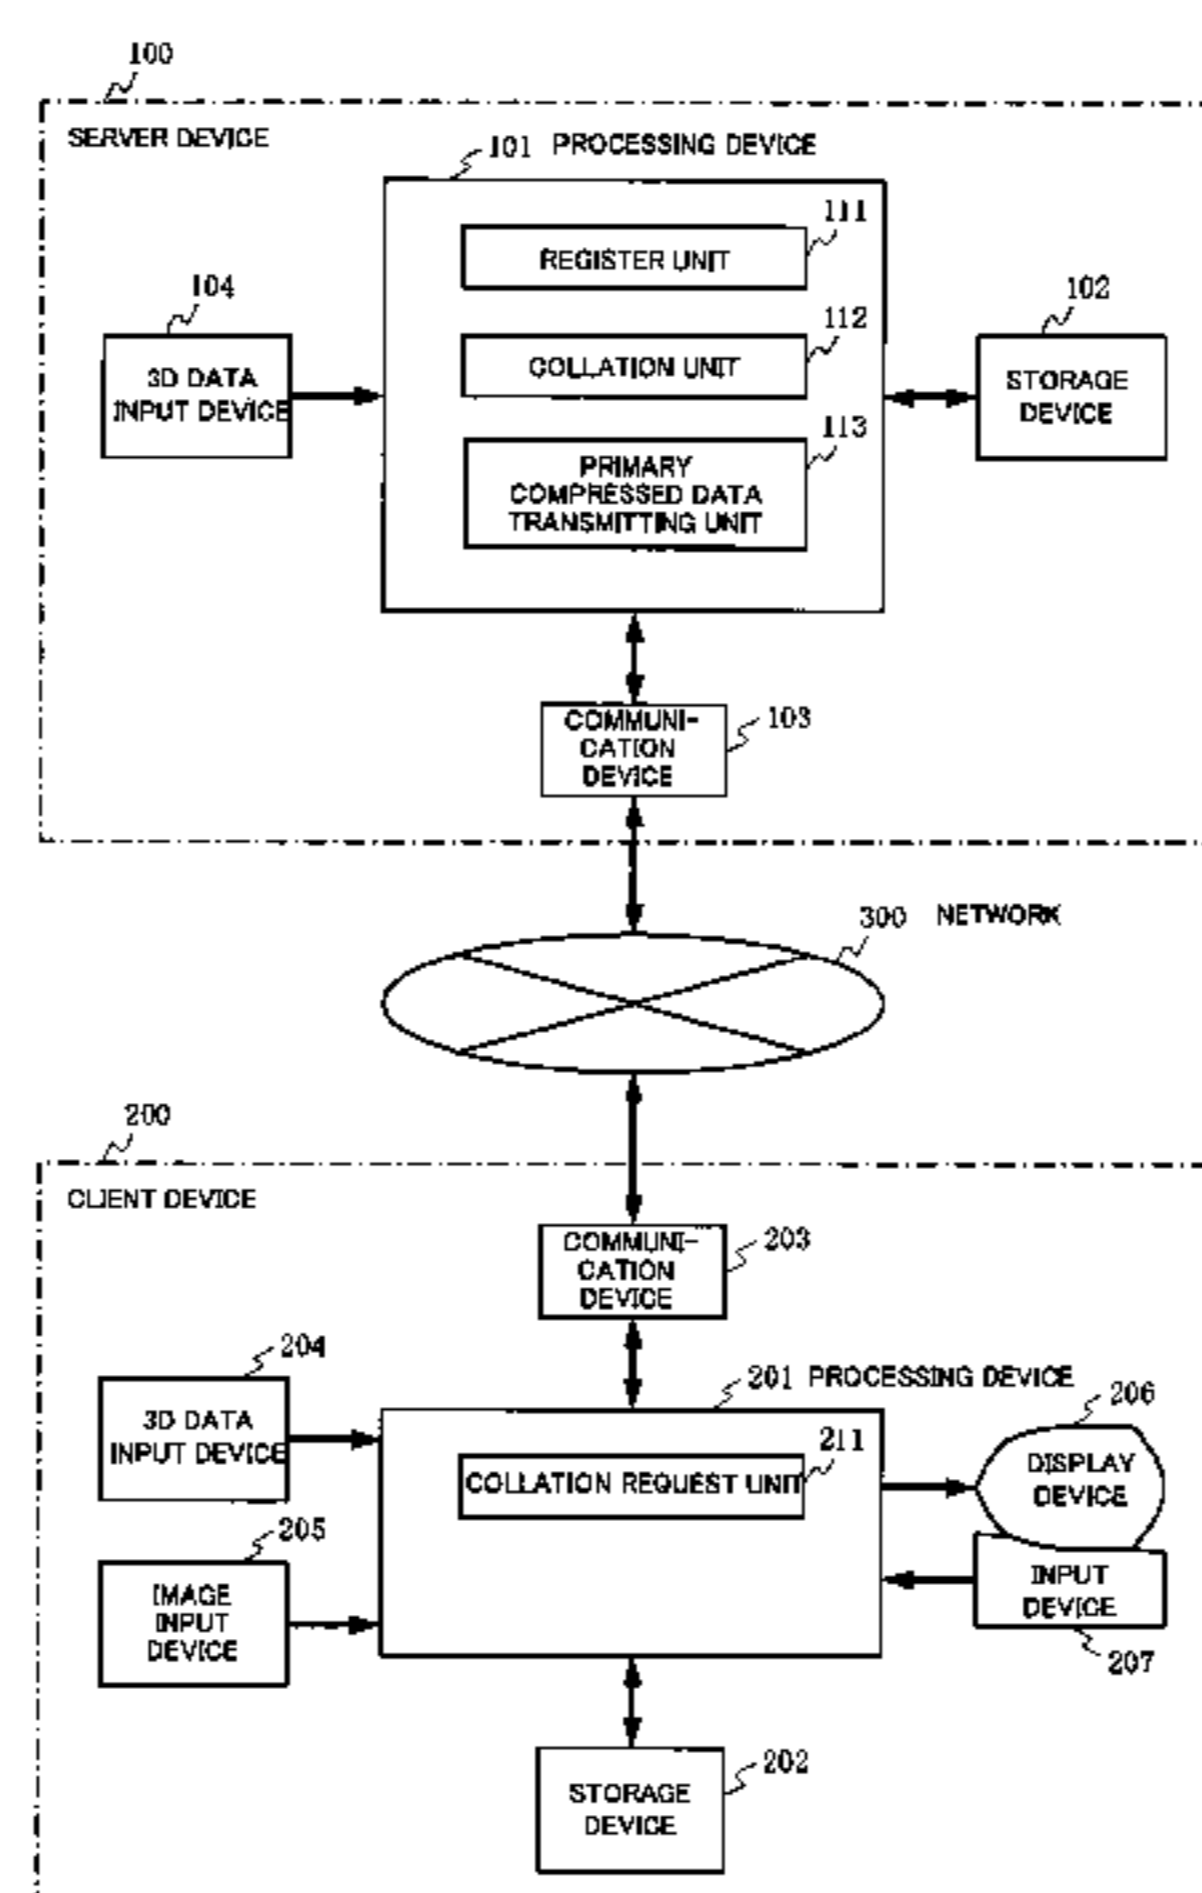 100
SERVER DEVICE
101 PROCESSING DEVICE
111
REGISTER UNIT
104
3D DATA
INPUT DEVICE
112
COLLATION UNIT
102
STORAGE
DEVICE
113
PRIMARY
COMPRESSED DATA
TRANSMITTING UNIT
COMMUNI-
CATION
DEVICE
103
300 NETWORK
200
CLIENT DEVICE
COMMUNI-
CATION
DEVICE
203
204
3D DATA
INPUT DEVICE
201 PROCESSING DEVICE
211
COLLATION REQUEST UNIT
206
DISPLAY
DEVICE
205
IMAGE
INPUT
DEVICE
INPUT
DEVICE
207
202
STORAGE
DEVICE